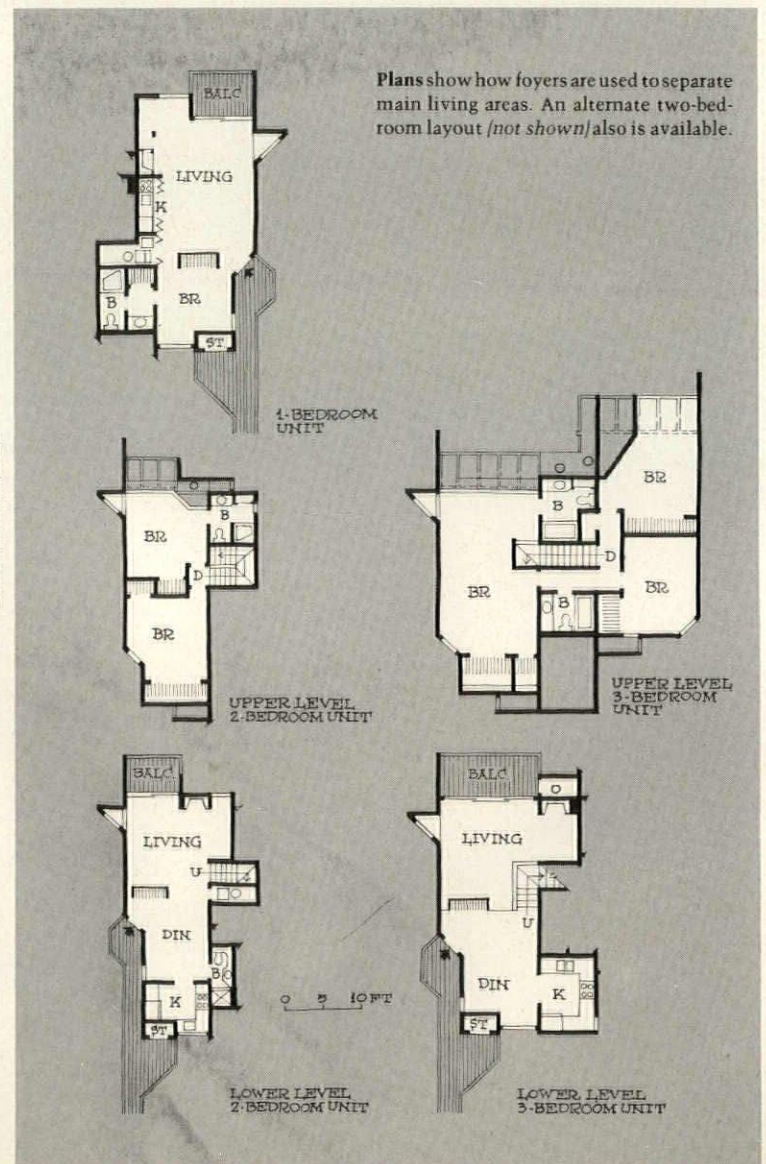 Plans show how foyers are used to separate
main living areas. An alternate two-bed-
room layout (not shown) also is available.
BALC
LIVING
K
B
BR
ST
1-BEDROOM
UNIT
BR
B
D
BR
UPPER LEVEL
2-BEDROOM UNIT
BR
B
D
BR
BR
B
UPPER LEVEL
3-BEDROOM
UNIT
BALC
LIVING
U
DIN
B
K
ST
LOWER LEVEL
2-BEDROOM UNIT
0 5 10 FT
BALC
LIVING
U
DIN
K
ST
LOWER LEVEL
3-BEDROOM UNIT